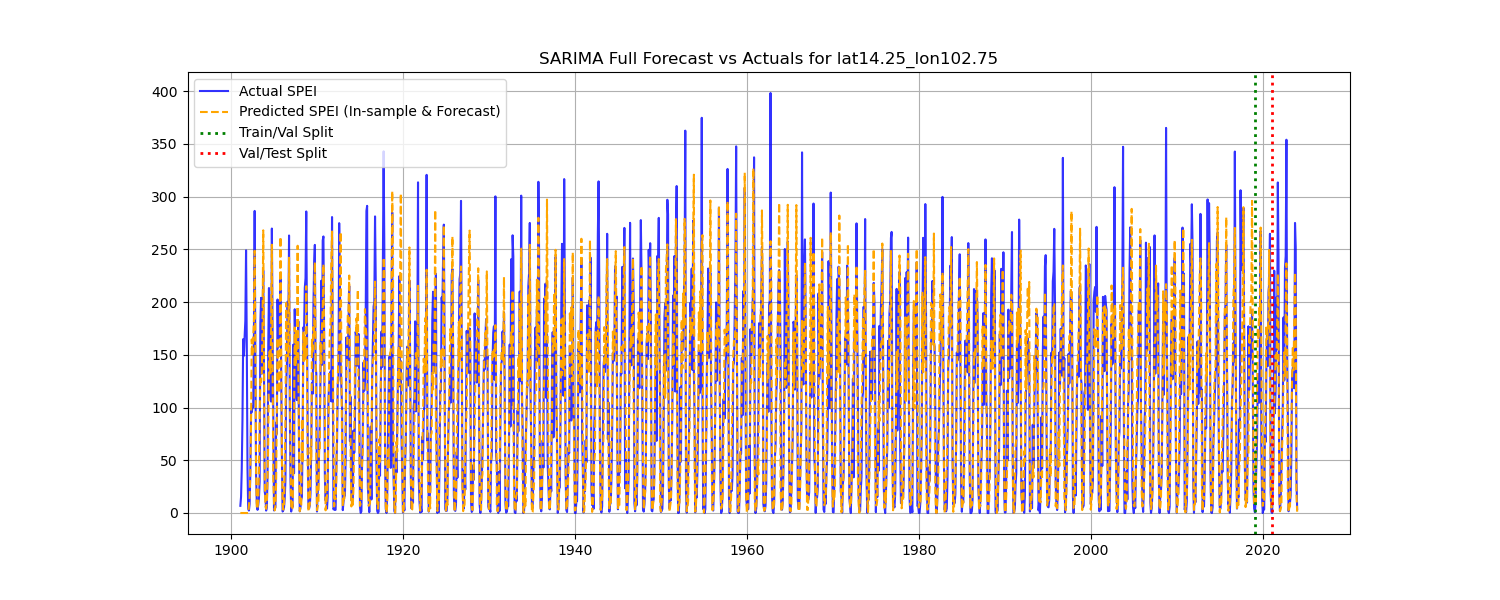 SARIMA Full Forecast vs Actuals for lat14.25_lon102.75
Actual SPEI
Predicted SPEI (In-sample & Forecast)
Train/Val Split
Val/Test Split
400
350
300
250
200
150
100
50
0
1900 1920 1940 1960 1980 2000 2020